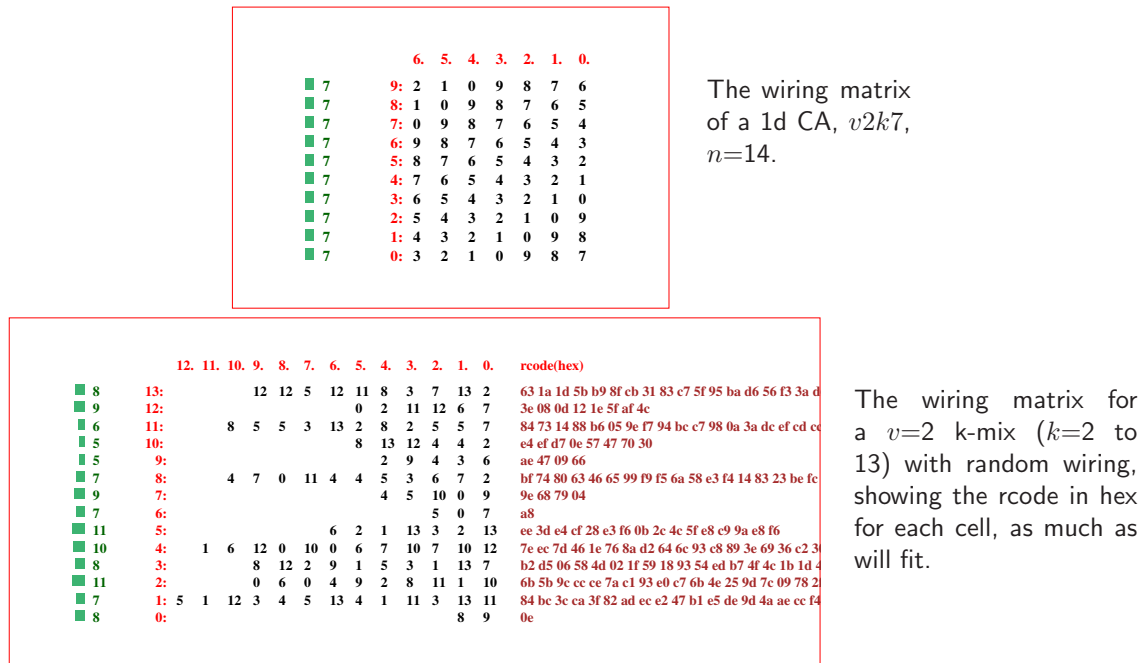 6. 5. 4. 3. 2. 1. 0.
7 9: 2 1 0 9 8 7 6
7 8: 1 0 9 8 7 6 5
7 7: 0 9 8 7 6 5 4
7 6: 9 8 7 6 5 4 3
7 5: 8 7 6 5 4 3 2
7 4: 7 6 5 4 3 2 1
7 3: 6 5 4 3 2 1 0
7 2: 5 4 3 2 1 0 9
7 1: 4 3 2 1 0 9 8
7 0: 3 2 1 0 9 8 7
The wiring matrix
of a 1d CA, v2k7,
n=14.
12. 11. 10. 9. 8. 7. 6. 5. 4. 3. 2. 1. 0. rcode(hex)
8 13: 12 12 5 12 11 8 3 7 13 2 63 1a 1d 5b b9 8f cb 31 83 c7 5f 95 ba d6 56 f3 3a d
9 12: 0 2 11 12 6 7 3e 08 0d 12 1e 5f af 4c
6 11: 8 5 5 3 13 2 8 2 5 5 7 84 73 14 88 b6 05 9e f7 94 bc c7 98 0a 3a dc ef cd cc
5 10: 8 13 12 4 4 2 e4 ef d7 0e 57 47 70 30
5 9: 2 9 4 3 6 ae 47 09 66
7 8: 4 7 0 11 4 4 5 3 6 7 2 bf 74 80 63 46 65 99 f9 f5 6a 58 e3 f4 14 83 23 be fc
9 7: 4 5 10 0 9 9e 68 79 04
7 6: 5 0 7 a8
11 5: 6 2 1 13 3 2 13 ee 3d e4 cf 28 e3 f6 0b 2c 4c 5f e8 c9 9a e8 f6
10 4: 1 6 12 0 10 0 6 7 10 7 10 12 7e ec 7d 46 1e 76 8a d2 64 6c 93 c8 89 3e 69 36 c2 30
8 3: 8 12 2 9 1 5 3 1 13 7 b2 d5 06 58 4d 02 1f 59 18 93 54 ed b7 4f 4c 1b 1d 4
11 2: 0 6 0 4 9 2 8 11 1 10 6b 5b 9c cc ce 7a c1 93 e0 c7 6b 4e 25 9d 7c 09 78 2f
7 1: 5 1 12 3 4 5 13 4 1 11 3 13 11 84 bc 3c ca 3f 82 ad ec e2 47 b1 e5 de 9d 4a ae cc f4
8 0: 8 9 0e
The wiring matrix for
a v=2 k-mix (k=2 to
13) with random wiring,
showing the rcode in hex
for each cell, as much as
will fit.